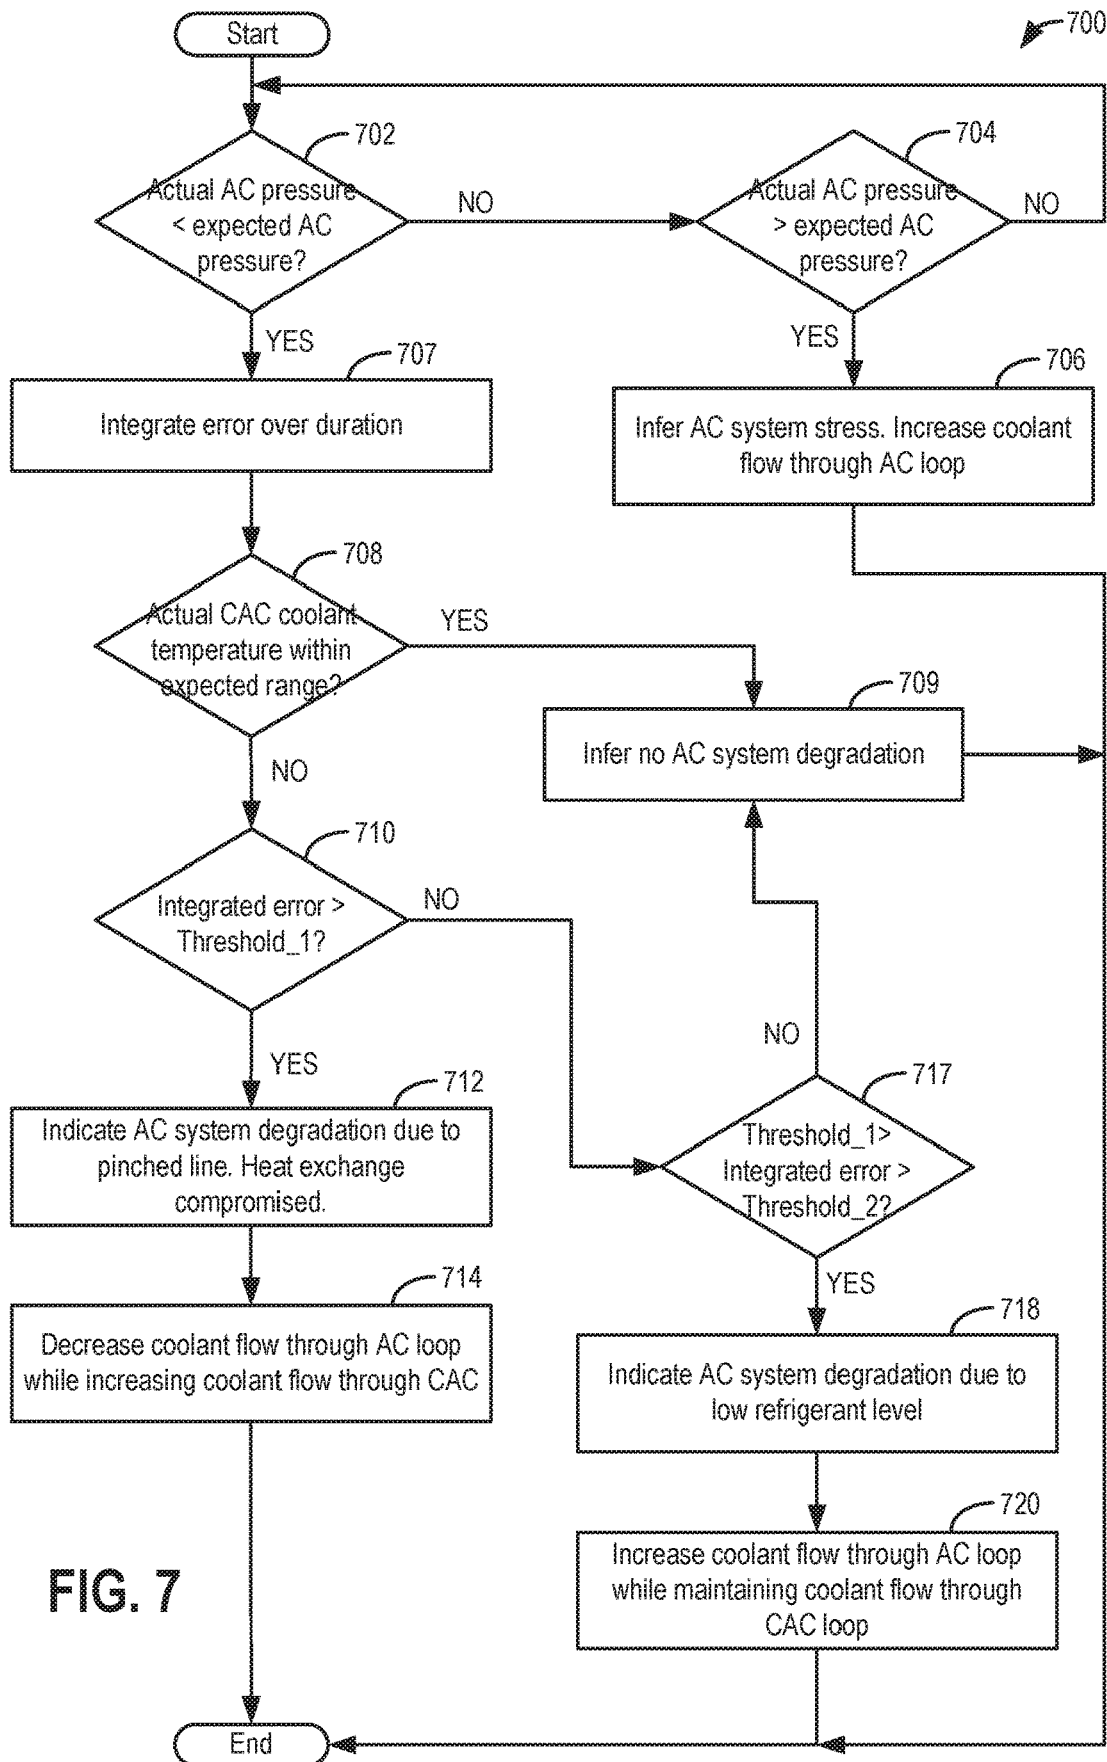 Start
700
702
Actual AC pressure
< expected AC
pressure?
NO
704
Actual AC pressure
> expected AC
pressure?
NO
YES
YES
707
Integrate error over duration
706
Infer AC system stress. Increase coolant
flow through AC loop
708
Actual CAC coolant
temperature within
expected range?
YES
709
Infer no AC system degradation
NO
710
Integrated error >
Threshold_1?
NO
YES
NO
712
Indicate AC system degradation due to
pinched line. Heat exchange
compromised.
717
Threshold_1>
Integrated error >
Threshold_2?
YES
714
Decrease coolant flow through AC loop
while increasing coolant flow through CAC
718
Indicate AC system degradation due to
low refrigerant level
720
Increase coolant flow through AC loop
while maintaining coolant flow through
CAC loop
FIG. 7
End